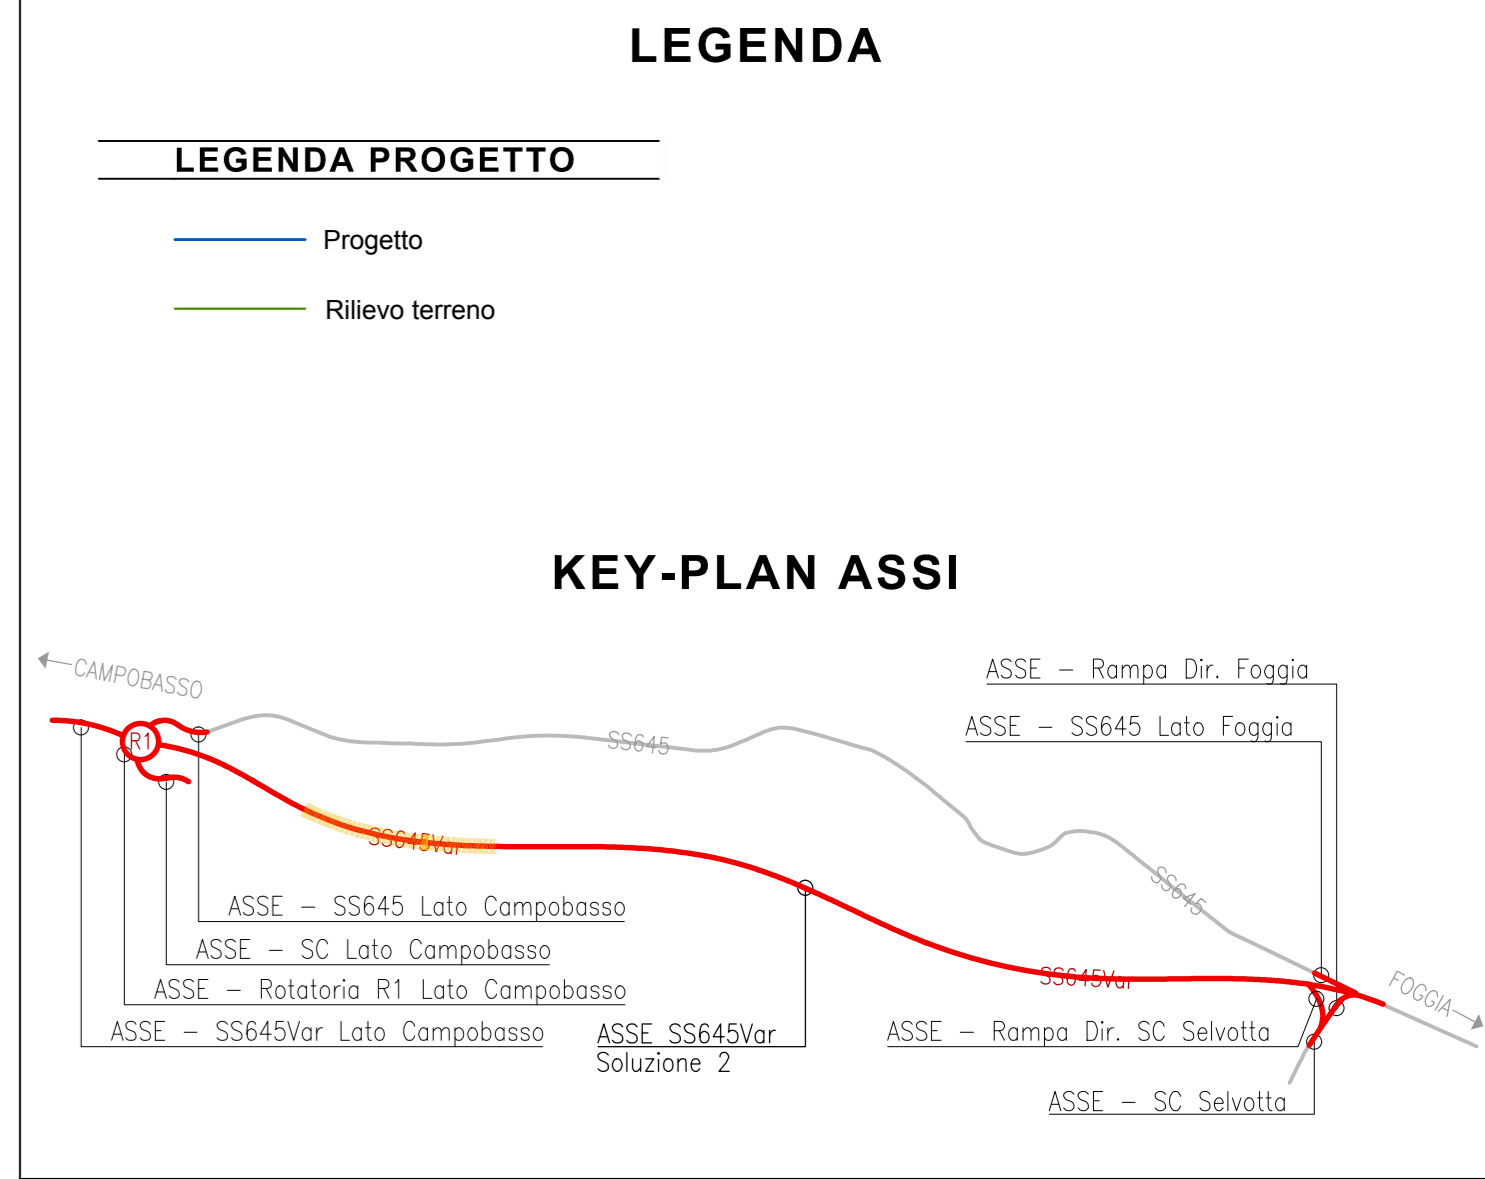 LEGENDA
LEGENDA PROGETTO
Progetto
Rilievo terreno
KEY-PLAN ASSI
CAMPOBASSO
ASSE - Rampa Dir. Foggia
ASSE - SS645 Lato Foggia
R1
SS645
SS645Var
SS645
ASSE - SS645 Lato Campobasso
ASSE - SC Lato Campobasso
SS645Var
FOGGIA
ASSE - Rotatoria R1 Lato Campobasso
ASSE - SS645Var Lato Campobasso
ASSE SS645Var
Soluzione 2
ASSE - Rampa Dir. SC Selvotta
ASSE - SC Selvotta